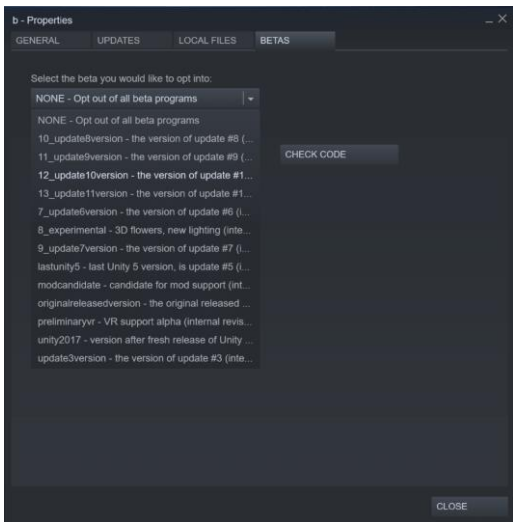 b - Properties
GENERAL UPDATES LOCAL FILES BETAS
Select the beta you would like to opt into:
NONE - Opt out of all beta programs
NONE - Opt out of all beta programs
10_update8version - the version of update #8 (...
11_update9version - the version of update #9 (...
CHECK CODE
12_update10version - the version of update #1...
13_update11version - the version of update #1...
7_update6version - the version of update #6 (i...
8_experimental - 3D flowers, new lighting (inte...
9_update7version - the version of update #7 (i...
lastunity5 - last Unity 5 version, is update #5 (i...
modcandidate - candidate for mod support (int...
originalreleasedversion - the original released ...
preliminaryvr - VR support alpha (internal revis...
unity2017 - version after fresh release of Unity ...
update3version - the version of update #3 (inte...
CLOSE